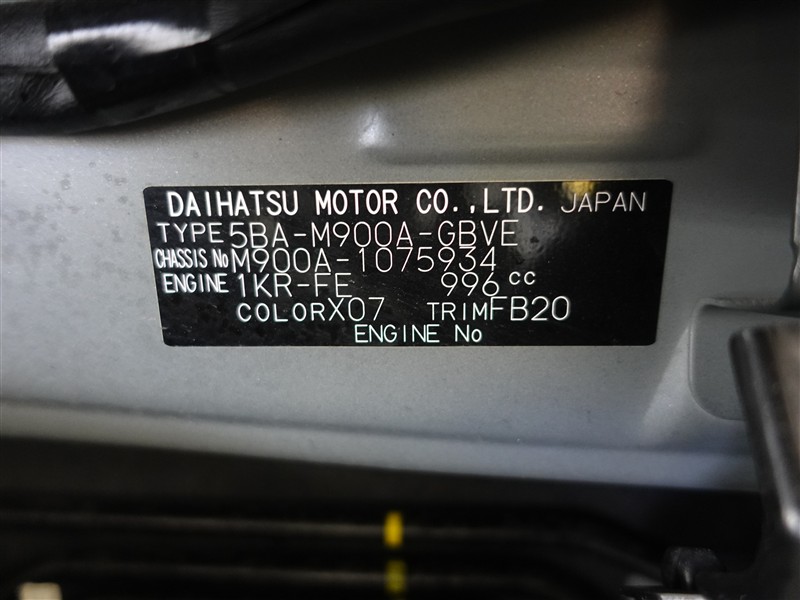 DAIHATSU MOTOR CO.,LTD. JAPAN
TYPE 5BA-M900A-GBVE
CHASSIS No M900A-1075934
ENGINE 1KR-FE 996 cc
COLOR X07 TRIM FB20
ENGINE No